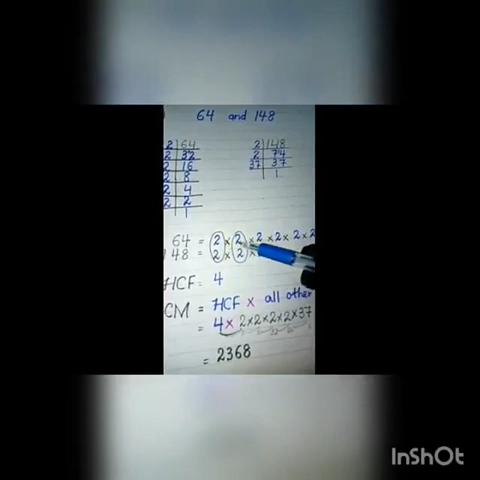 64 and 148
2 64
2 32
2 16
2 8
2 4
2 2
1
2 148
2 74
37 37
1
64 = 2 × 2 × 2 × 2 × 2 × 2
148 = 2 × 2 ×
HCF = 4
CM = HCF × all other
= 4 × 2×2×2×2×37
= 2368
InShOt